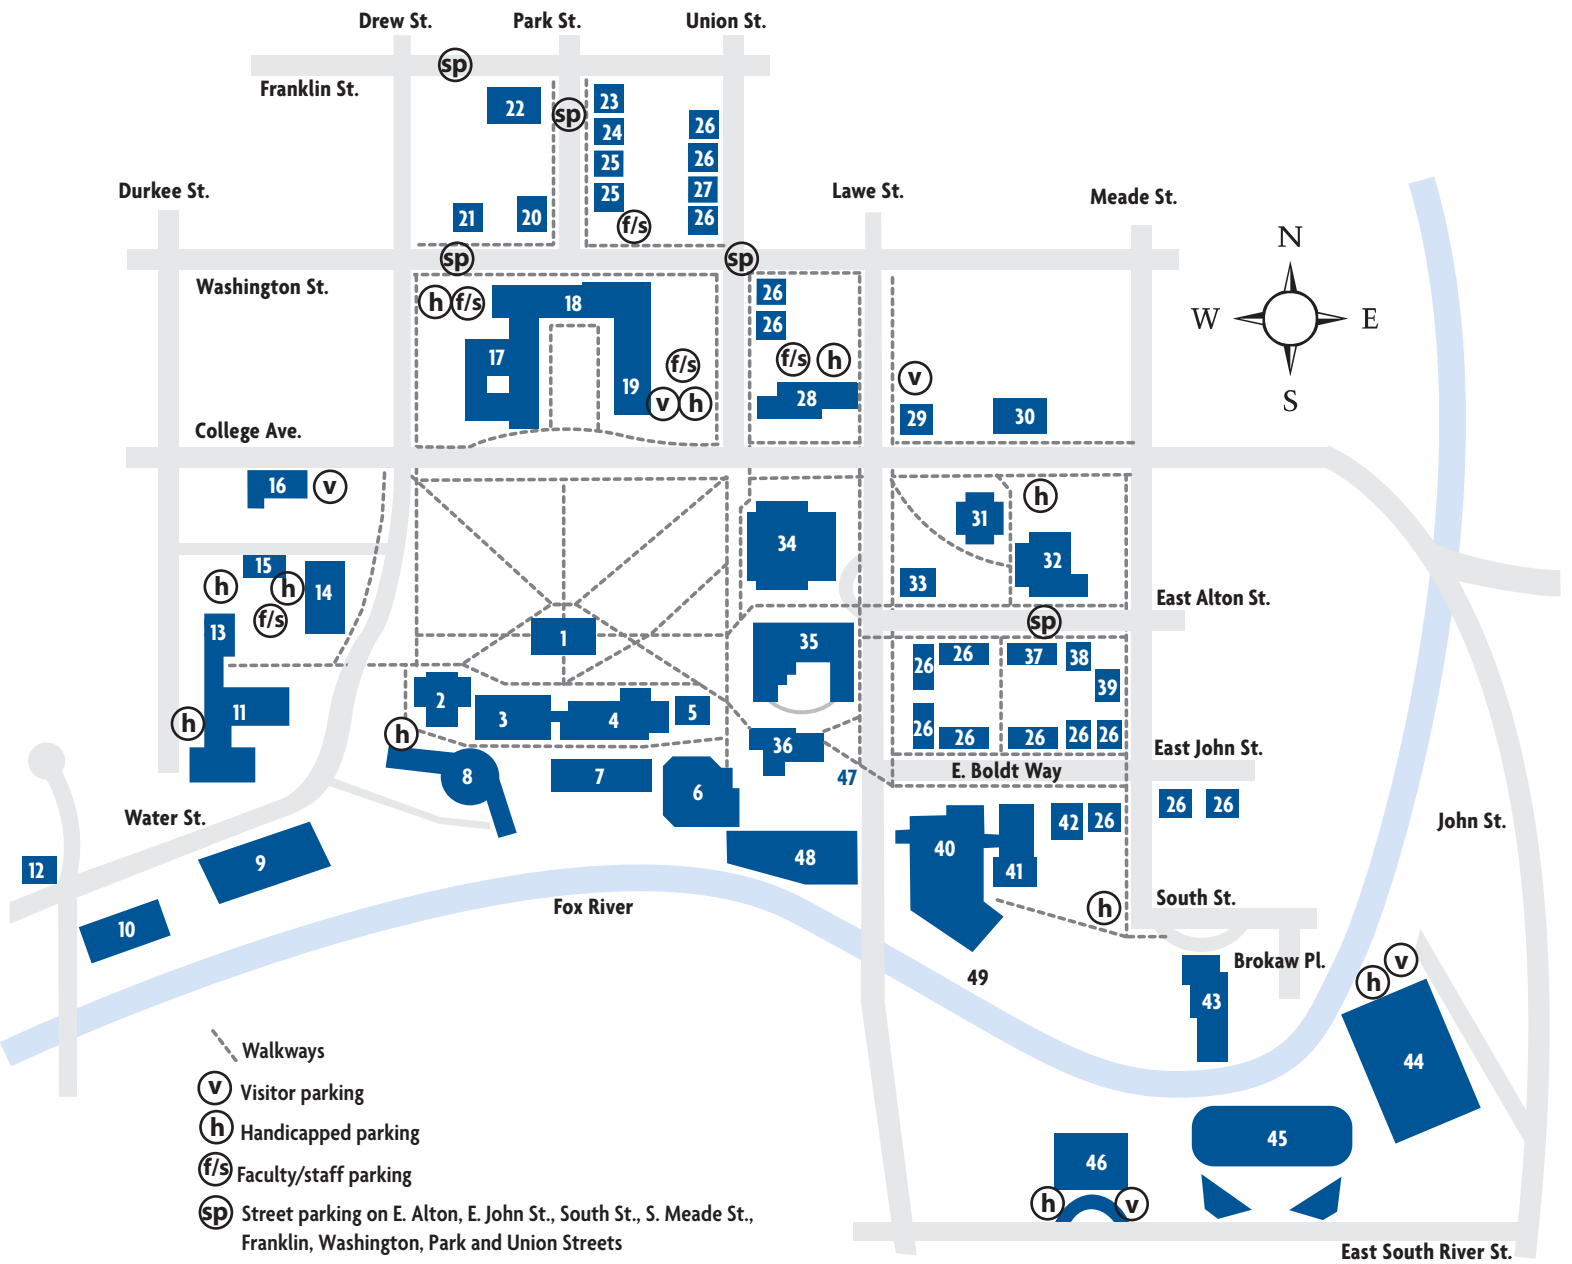 Drew St.
Park St.
Union St.
sp
Franklin St.
22
sp
23
24
25
25
26
26
27
26
Durkee St.
Lawe St.
Meade St.
21
20
f/s
N
W
E
S
sp
sp
Washington St.
h
f/s
18
17
19
f/s
v
h
26
26
f/s
h
28
v
29
30
College Ave.
16
v
31
h
34
32
33
15
h
h
14
f/s
13
East Alton St.
sp
1
35
26
26
37
38
39
2
3
4
5
11
h
h
36
26
26
26
26
26
East John St.
E. Boldt Way
8
7
6
47
26
26
42
26
Water St.
John St.
40
41
48
9
12
10
Fox River
h
South St.
49
Brokaw Pl.
v
h
43
44
45
46
h
v
East South River St.
Walkways
v
Visitor parking
h
Handicapped parking
f/s
Faculty/staff parking
sp
Street parking on E. Alton, E. John St., South St., S. Meade St.,
Franklin, Washington, Park and Union Streets